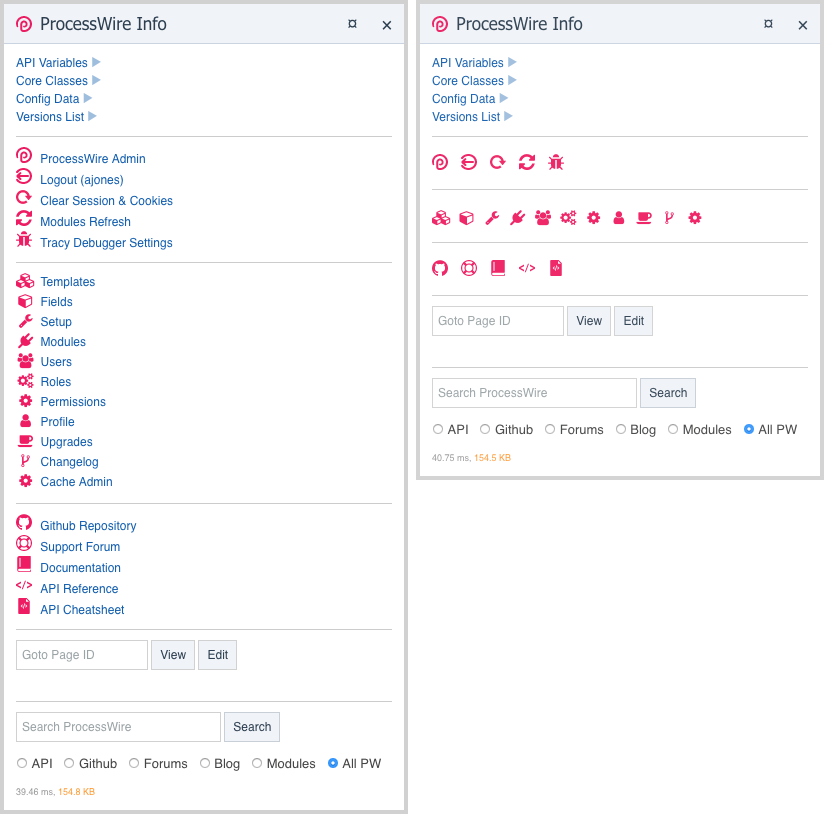 ProcessWire Info
API Variables
Core Classes
Config Data
Versions List
ProcessWire Admin
Logout (ajones)
Clear Session & Cookies
Modules Refresh
Tracy Debugger Settings
Templates
Fields
Setup
Modules
Users
Roles
Permissions
Profile
Upgrades
Changelog
Cache Admin
Github Repository
Support Forum
Documentation
API Reference
API Cheatsheet
Goto Page ID View Edit
Search ProcessWire Search
API Github Forums Blog Modules All PW
39.46 ms, 154.8 KB
ProcessWire Info
API Variables
Core Classes
Config Data
Versions List
Goto Page ID View Edit
Search ProcessWire Search
API Github Forums Blog Modules All PW
40.75 ms, 154.5 KB